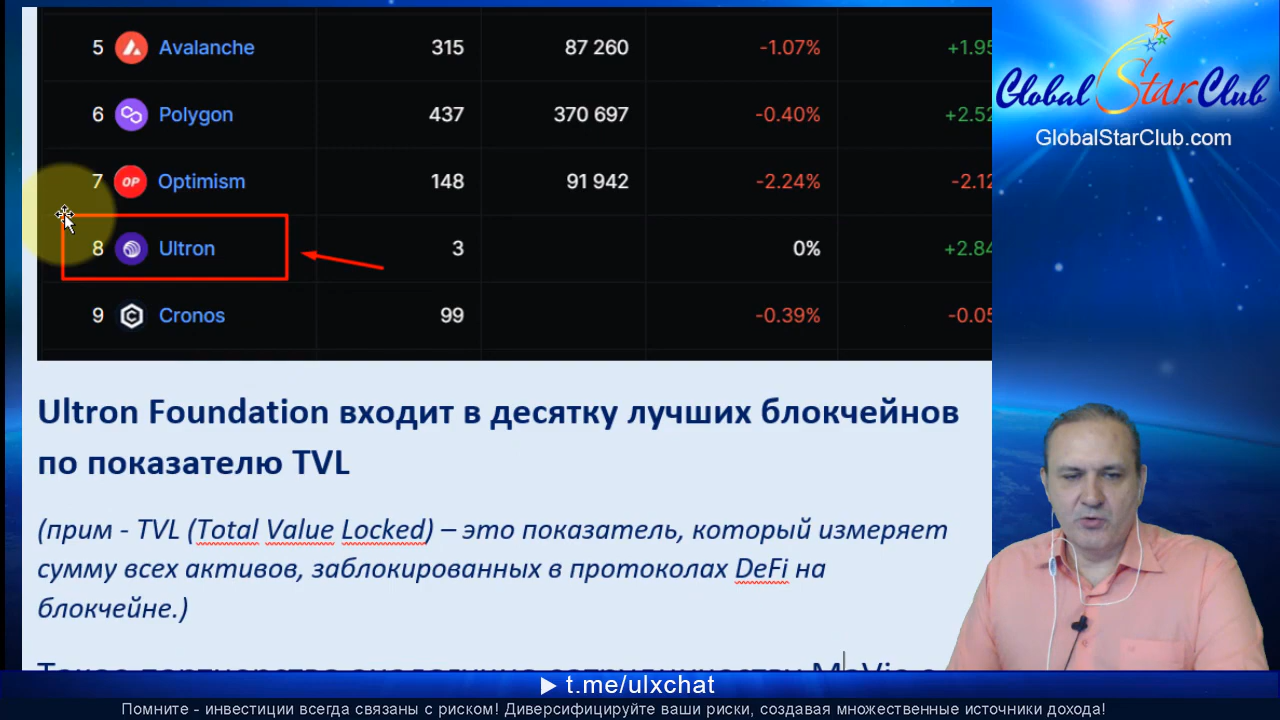 5 Avalanche 315 87 260 -1.07% +1.95
6 Polygon 437 370 697 -0.40% +2.52
7 OP Optimism 148 91 942 -2.24% -2.12
8 Ultron 3 0% +2.84
9 Cronos 99 -0.39% -0.05
Global Star Club
GlobalStarClub.com
Ultron Foundation входит в десятку лучших блокчейнов
по показателю TVL
(прим - TVL (Total Value Locked) – это показатель, который измеряет
сумму всех активов, заблокированных в протоколах DeFi на
блокчейне.)
t.me/ulxchat
Помните - инвестиции всегда связаны с риском! Диверсифицируйте ваши риски, создавая множественные источники дохода!